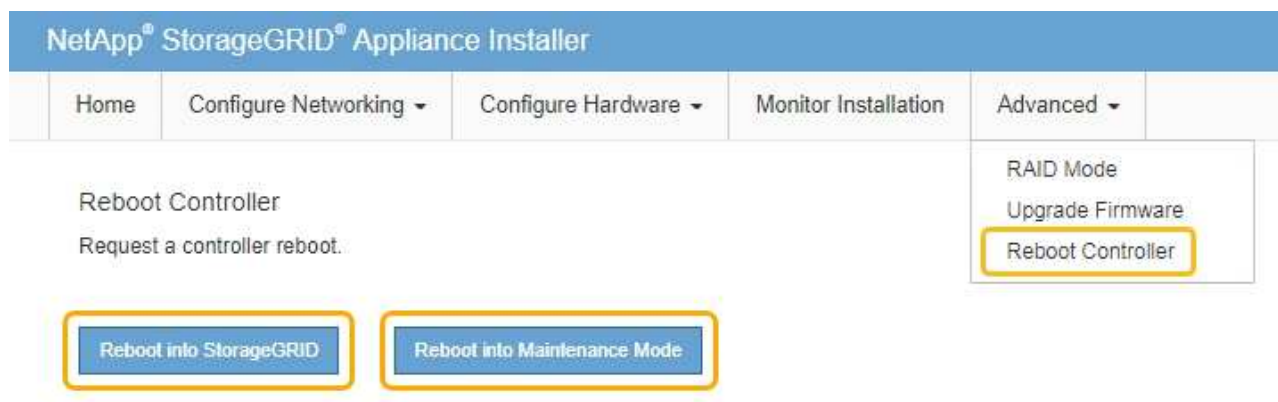 NetApp® StorageGRID® Appliance Installer
Home Configure Networking Configure Hardware Monitor Installation Advanced
RAID Mode
Upgrade Firmware
Reboot Controller
Reboot Controller
Request a controller reboot.
Reboot into StorageGRID Reboot into Maintenance Mode